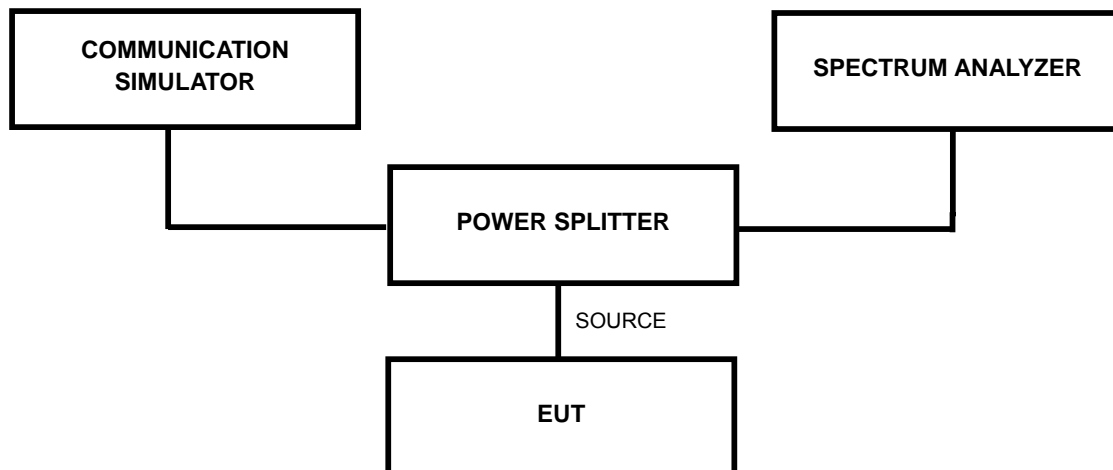 COMMUNICATION
SIMULATOR
SPECTRUM ANALYZER
POWER SPLITTER
SOURCE
EUT